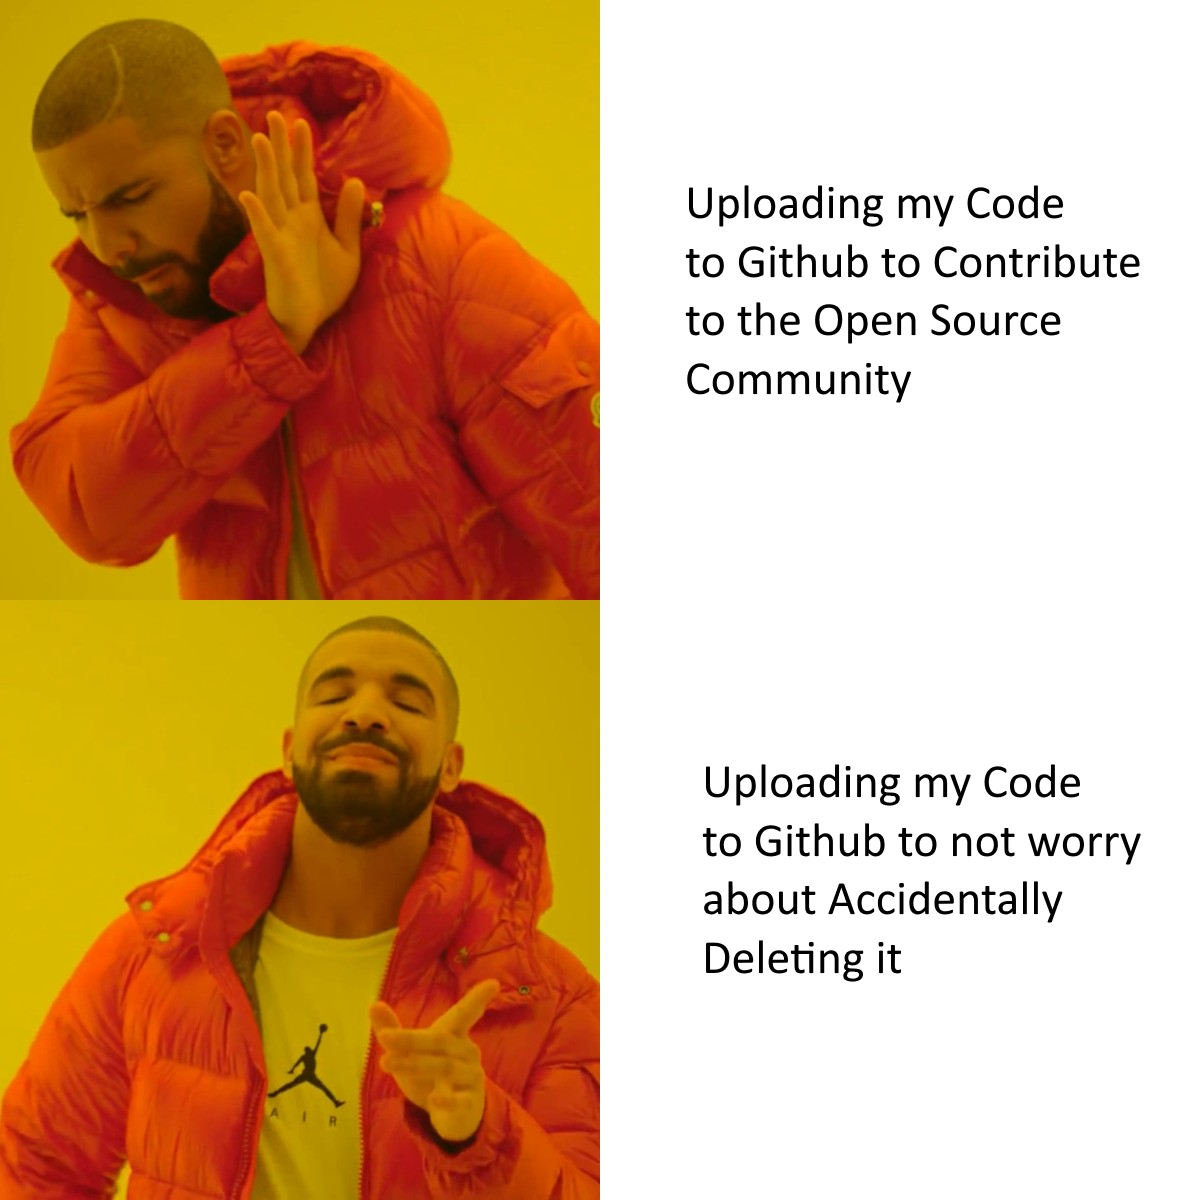 Uploading my Code
to Github to Contribute
to the Open Source
Community
Uploading my Code
to Github to not worry
about Accidentally
Deleting it
AIR